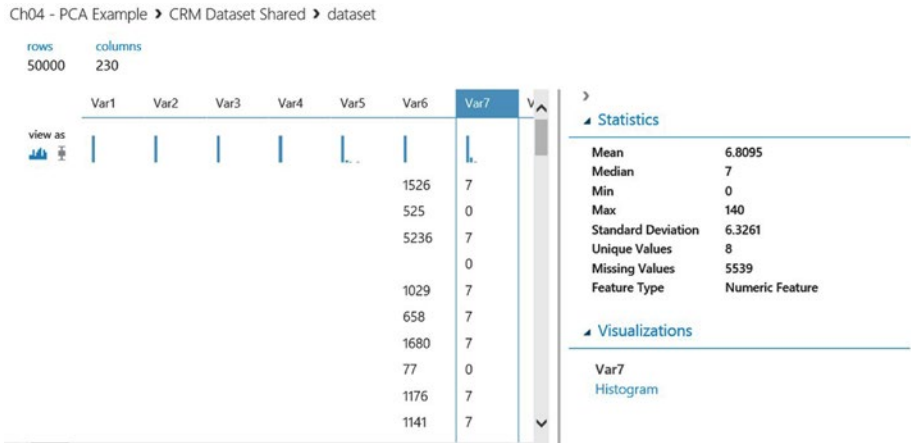 Ch04 - PCA Example > CRM Dataset Shared > dataset
rows columns
50000 230
Var1 Var2 Var3 Var4 Var5 Var6 Var7 V
view as
1526 7
525 0
5236 7
0
1029 7
658 7
1680 7
77 0
1176 7
1141 7
Statistics
Mean 6.8095
Median 7
Min 0
Max 140
Standard Deviation 6.3261
Unique Values 8
Missing Values 5539
Feature Type Numeric Feature
Visualizations
Var7
Histogram